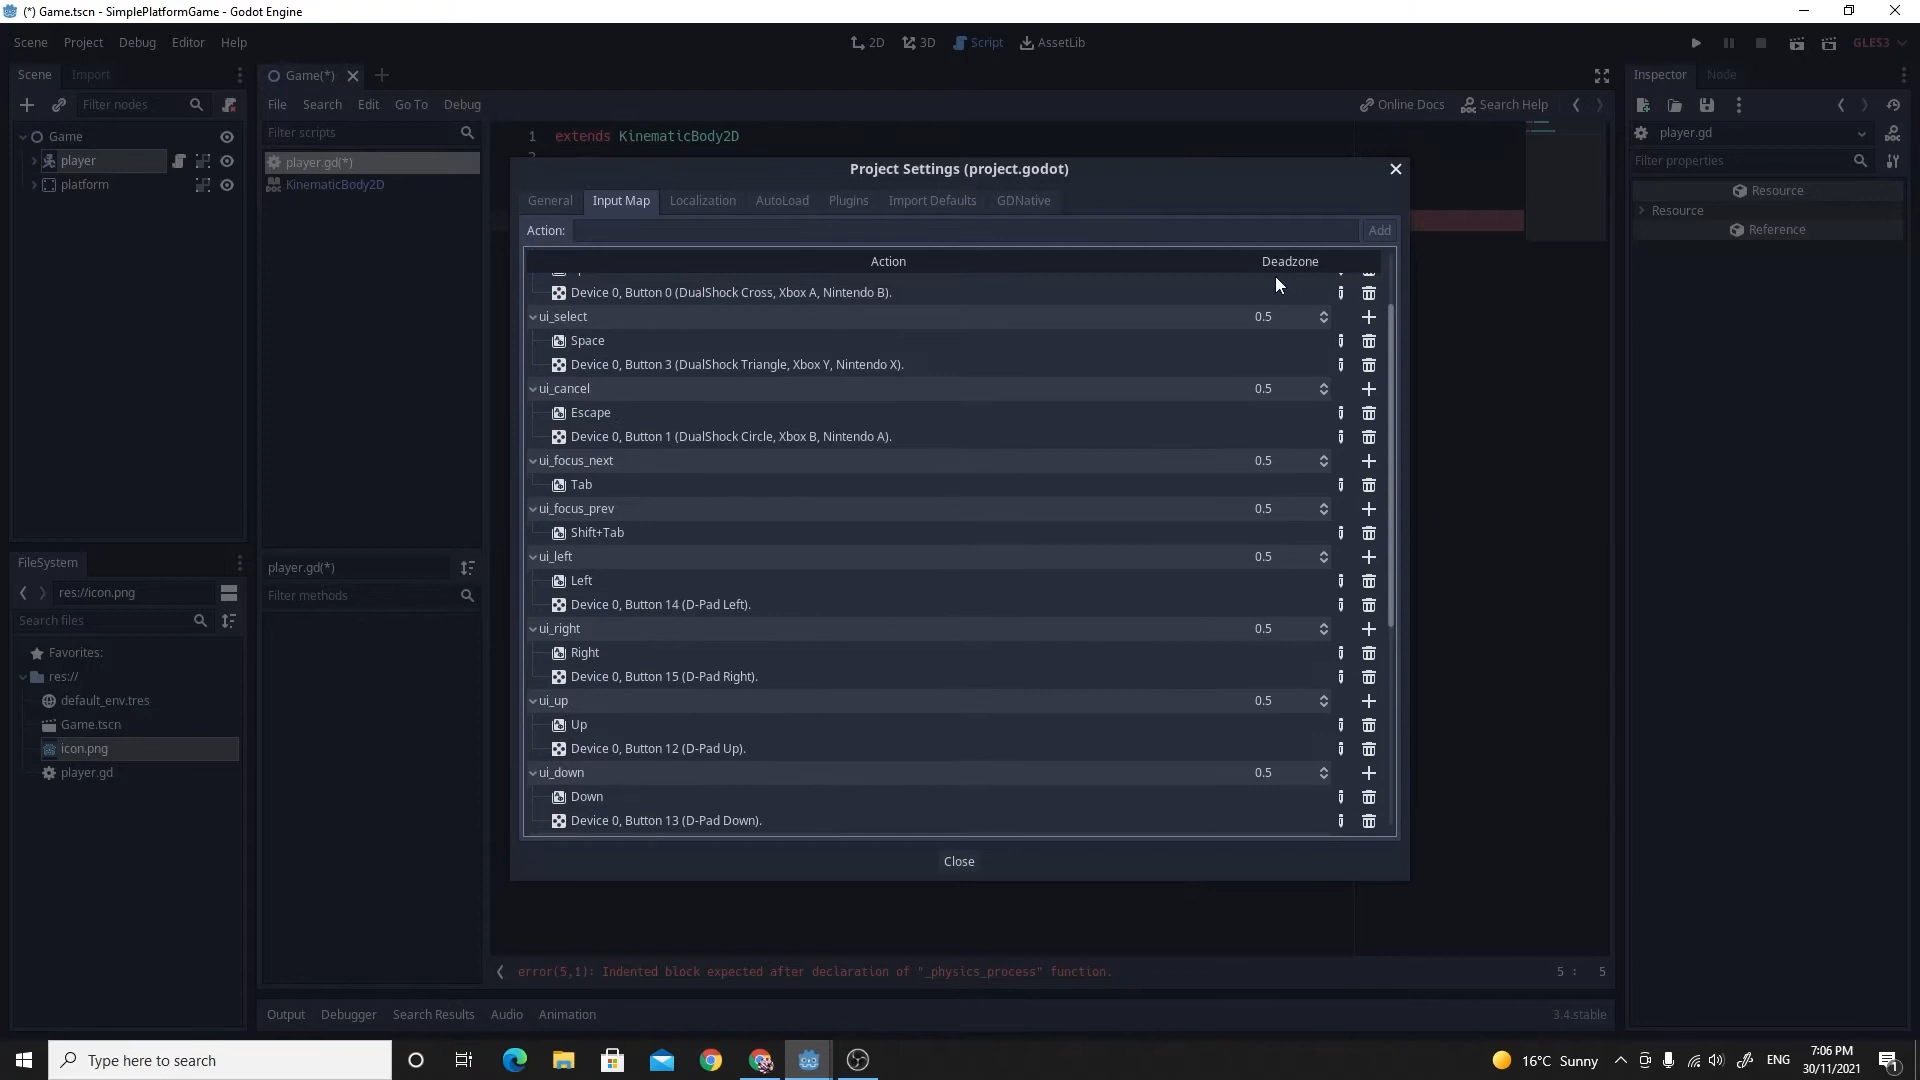 (*) Game.tscn - SimplePlatformGame - Godot Engine
Scene Project Debug Editor Help
2D 3D Script AssetLib
GLES3
Scene Import
Filter nodes
Game
player
platform
Game(*)
File Search Edit Go To Debug
Online Docs Search Help
Filter scripts
player.gd(*)
KinematicBody2D
1 extends KinematicBody2D
Project Settings (project.godot)
General Input Map Localization AutoLoad Plugins Import Defaults GDNative
Action: Add
Action Deadzone
Device 0, Button 0 (DualShock Cross, Xbox A, Nintendo B).
ui_select 0.5
Space
Device 0, Button 3 (DualShock Triangle, Xbox Y, Nintendo X).
ui_cancel 0.5
Escape
Device 0, Button 1 (DualShock Circle, Xbox B, Nintendo A).
ui_focus_next 0.5
Tab
ui_focus_prev 0.5
Shift+Tab
ui_left 0.5
Left
Device 0, Button 14 (D-Pad Left).
ui_right 0.5
Right
Device 0, Button 15 (D-Pad Right).
ui_up 0.5
Up
Device 0, Button 12 (D-Pad Up).
ui_down 0.5
Down
Device 0, Button 13 (D-Pad Down).
Close
player.gd(*)
Filter methods
error(5,1): Indented block expected after declaration of "_physics_process" function.
5 : 5
Output Debugger Search Results Audio Animation
3.4.stable
FileSystem
res://icon.png
Search files
Favorites:
res://
default_env.tres
Game.tscn
icon.png
player.gd
Inspector Node
player.gd
Filter properties
Resource
Resource
Reference
Type here to search
16°C Sunny
ENG
7:06 PM
30/11/2021
1